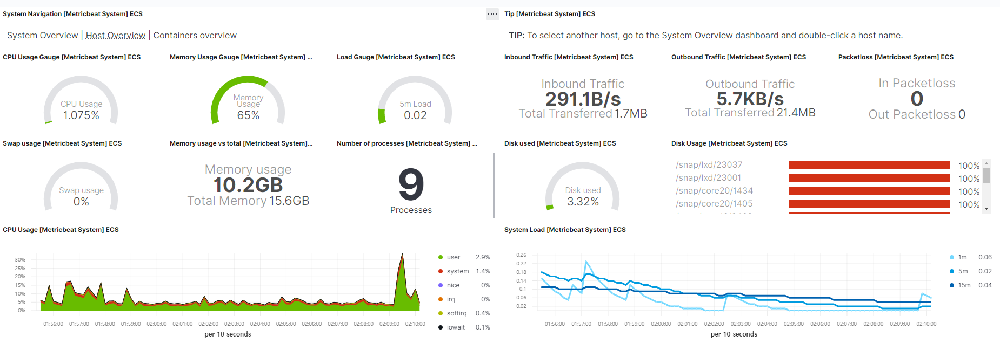 System Navigation [Metricbeat System] ECS
System Overview | Host Overview | Containers overview
Tip [Metricbeat System] ECS
TIP: To select another host, go to the System Overview dashboard and double-click a host name.
CPU Usage Gauge [Metricbeat System] ECS
CPU Usage
1.075%
Memory Usage Gauge [Metricbeat System] ...
Memory
Usage
65%
Load Gauge [Metricbeat System] ECS
5m Load
0.02
Inbound Traffic [Metricbeat System] ECS
Inbound Traffic
291.1B/s
Total Transferred 1.7MB
Outbound Traffic [Metricbeat System] ECS
Outbound Traffic
5.7KB/s
Total Transferred 21.4MB
Packetloss [Metricbeat System] ECS
In Packetloss
0
Out Packetloss 0
Swap usage [Metricbeat System] ECS
Swap usage
0%
Memory usage vs total [Metricbeat System]...
Memory usage
10.2GB
Total Memory 15.6GB
Number of processes [Metricbeat System] ...
9
Processes
Disk used [Metricbeat System] ECS
Disk used
3.32%
Disk Usage [Metricbeat System] ECS
/snap/lxd/23037 100%
/snap/lxd/23001 100%
/snap/core20/1434 100%
/snap/core20/1405 100%
CPU Usage [Metricbeat System] ECS
30%
25%
20%
15%
10%
5%
0%
01:56:00 01:57:00 01:58:00 01:59:00 02:00:00 02:01:00 02:02:00 02:03:00 02:04:00 02:05:00 02:06:00 02:07:00 02:08:00 02:09:00 02:10:00
per 10 seconds
user 2.9%
system 1.4%
nice 0%
irq 0%
softirq 0.4%
iowait 0.1%
System Load [Metricbeat System] ECS
0.26
0.22
0.18
0.14
0.1
0.06
0.02
01:56:00 01:57:00 01:58:00 01:59:00 02:00:00 02:01:00 02:02:00 02:03:00 02:04:00 02:05:00 02:06:00 02:07:00 02:08:00 02:09:00 02:10:00
per 10 seconds
1m 0.06
5m 0.02
15m 0.04